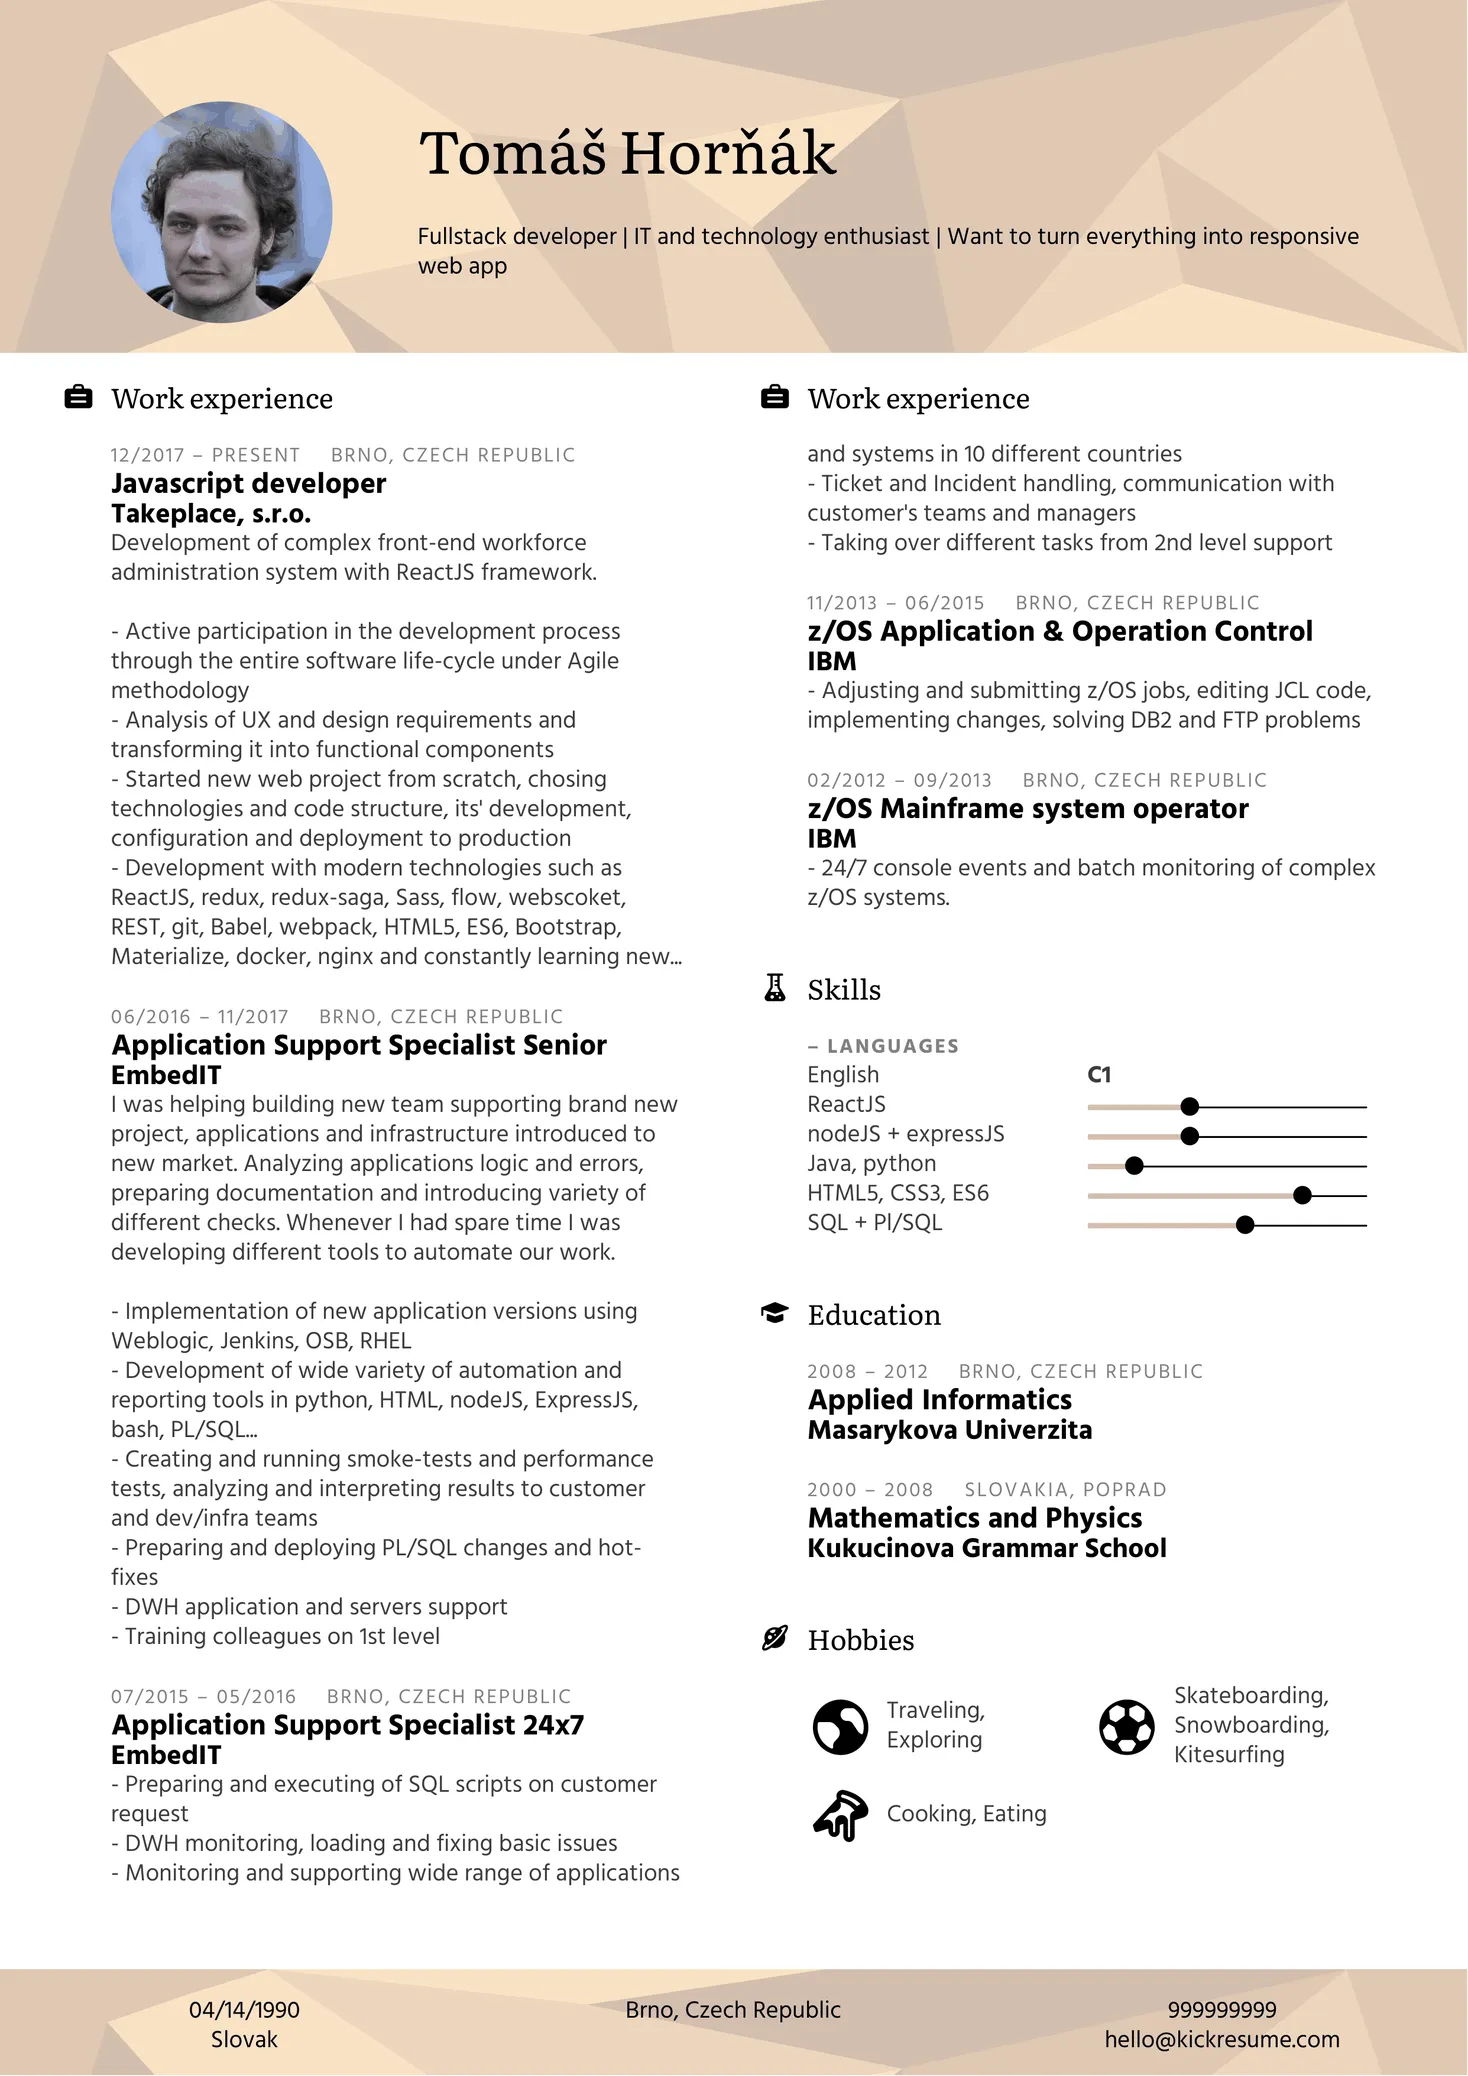 Tomáš Horňák
Fullstack developer | IT and technology enthusiast | Want to turn everything into responsive
web app
Work experience
12/2017 – PRESENT BRNO, CZECH REPUBLIC
Javascript developer
Takeplace, s.r.o.
Development of complex front-end workforce
administration system with ReactJS framework.
- Active participation in the development process
through the entire software life-cycle under Agile
methodology
- Analysis of UX and design requirements and
transforming it into functional components
- Started new web project from scratch, chosing
technologies and code structure, its' development,
configuration and deployment to production
- Development with modern technologies such as
ReactJS, redux, redux-saga, Sass, flow, webscoket,
REST, git, Babel, webpack, HTML5, ES6, Bootstrap,
Materialize, docker, nginx and constantly learning new...
06/2016 – 11/2017 BRNO, CZECH REPUBLIC
Application Support Specialist Senior
EmbedIT
I was helping building new team supporting brand new
project, applications and infrastructure introduced to
new market. Analyzing applications logic and errors,
preparing documentation and introducing variety of
different checks. Whenever I had spare time I was
developing different tools to automate our work.
- Implementation of new application versions using
Weblogic, Jenkins, OSB, RHEL
- Development of wide variety of automation and
reporting tools in python, HTML, nodeJS, ExpressJS,
bash, PL/SQL...
- Creating and running smoke-tests and performance
tests, analyzing and interpreting results to customer
and dev/infra teams
- Preparing and deploying PL/SQL changes and hot-
fixes
- DWH application and servers support
- Training colleagues on 1st level
07/2015 – 05/2016 BRNO, CZECH REPUBLIC
Application Support Specialist 24x7
EmbedIT
- Preparing and executing of SQL scripts on customer
request
- DWH monitoring, loading and fixing basic issues
- Monitoring and supporting wide range of applications
Work experience
and systems in 10 different countries
- Ticket and Incident handling, communication with
customer's teams and managers
- Taking over different tasks from 2nd level support
11/2013 – 06/2015 BRNO, CZECH REPUBLIC
z/OS Application & Operation Control
IBM
- Adjusting and submitting z/OS jobs, editing JCL code,
implementing changes, solving DB2 and FTP problems
02/2012 – 09/2013 BRNO, CZECH REPUBLIC
z/OS Mainframe system operator
IBM
- 24/7 console events and batch monitoring of complex
z/OS systems.
Skills
– LANGUAGES
English C1
ReactJS
nodeJS + expressJS
Java, python
HTML5, CSS3, ES6
SQL + Pl/SQL
Education
2008 – 2012 BRNO, CZECH REPUBLIC
Applied Informatics
Masarykova Univerzita
2000 – 2008 SLOVAKIA, POPRAD
Mathematics and Physics
Kukucinova Grammar School
Hobbies
Traveling,
Exploring
Skateboarding,
Snowboarding,
Kitesurfing
Cooking, Eating
04/14/1990
Slovak
Brno, Czech Republic
999999999
hello@kickresume.com